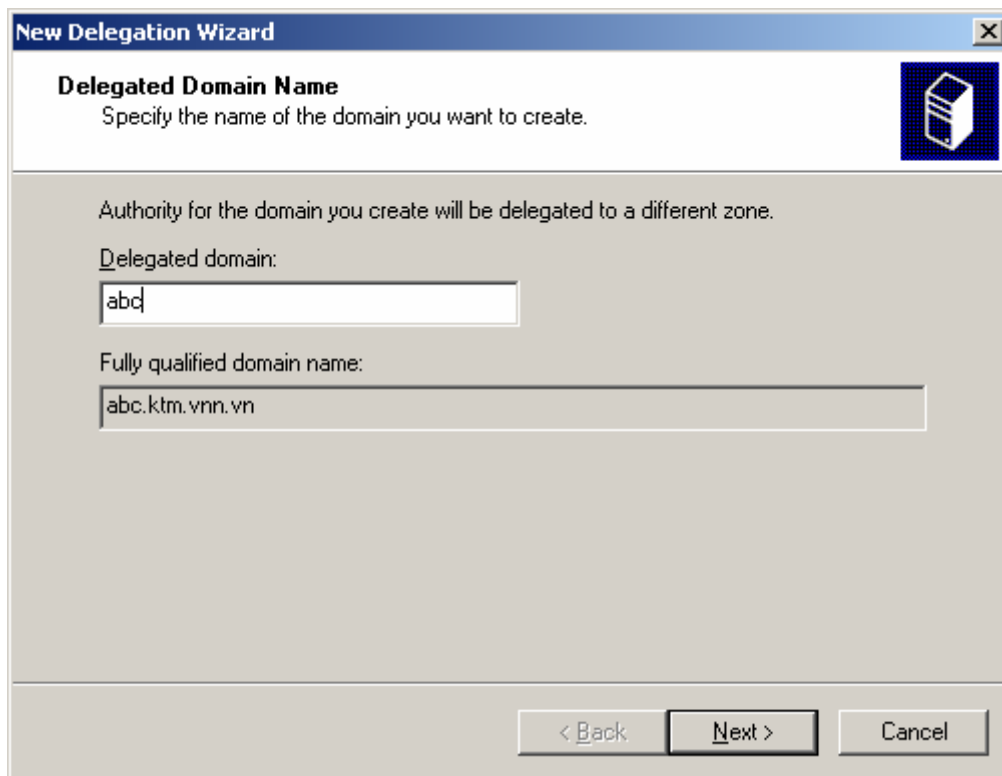 New Delegation Wizard
Delegated Domain Name
Specify the name of the domain you want to create.
Authority for the domain you create will be delegated to a different zone.
Delegated domain:
abc
Fully qualified domain name:
abc.ktm.vnn.vn
< Back Next > Cancel